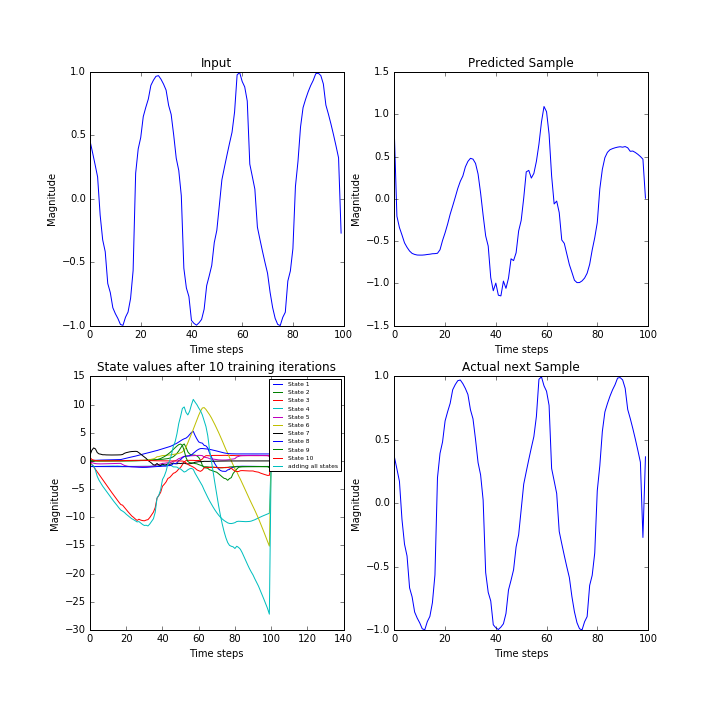 Input
1.0
0.5
0.0
−0.5
−1.0
0 20 40 60 80 100
Magnitude
Time steps
Predicted Sample
1.5
1.0
0.5
0.0
−0.5
−1.0
−1.5
0 20 40 60 80 100
Magnitude
Time steps
State values after 10 training iterations
15
10
5
0
−5
−10
−15
−20
−25
−30
0 20 40 60 80 100 120 140
Magnitude
Time steps
State 1
State 2
State 3
State 4
State 5
State 6
State 7
State 8
State 9
State 10
adding all states
Actual next Sample
1.0
0.5
0.0
−0.5
−1.0
0 20 40 60 80 100
Magnitude
Time steps